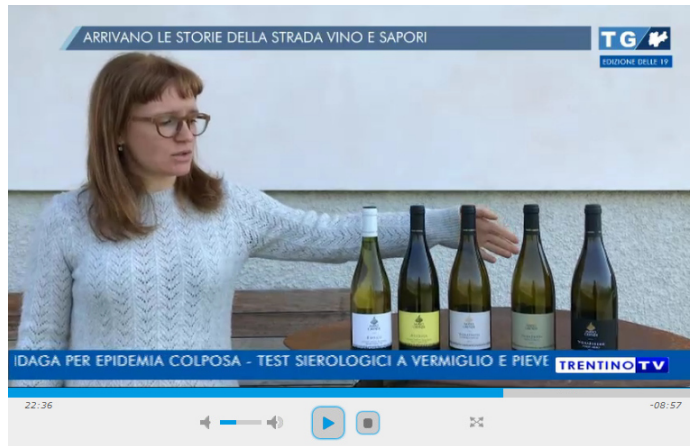 ARRIVANO LE STORIE DELLA STRADA VINO E SAPORI
TG
EDIZIONE DELLE 19
IDAGA PER EPIDEMIA COLPOSA - TEST SIEROLOGICI A VERMIGLIO E PIEVE
TRENTINO TV
22:36
-08:57